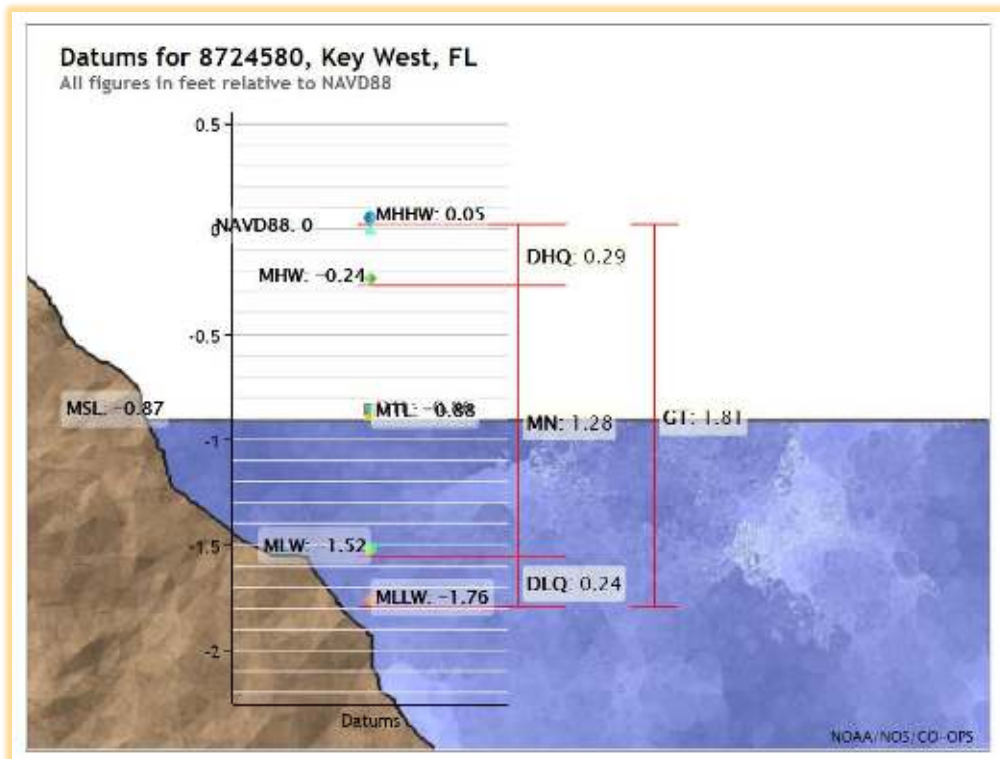 Datums for 8724580, Key West, FL
All figures in feet relative to NAVD88
0.5
MHHW: 0.05
NAVD88. 0
0
DHQ: 0.29
MHW: −0.24
-0.5
MSL: −0.87
MTL: −0.88
MN: 1.28
GT: 1.81
-1
-1.5
MLW: −1.52
DLQ: 0.24
MLLW. −1.76
-2
Datums
NOAA/NOS/CO-OPS